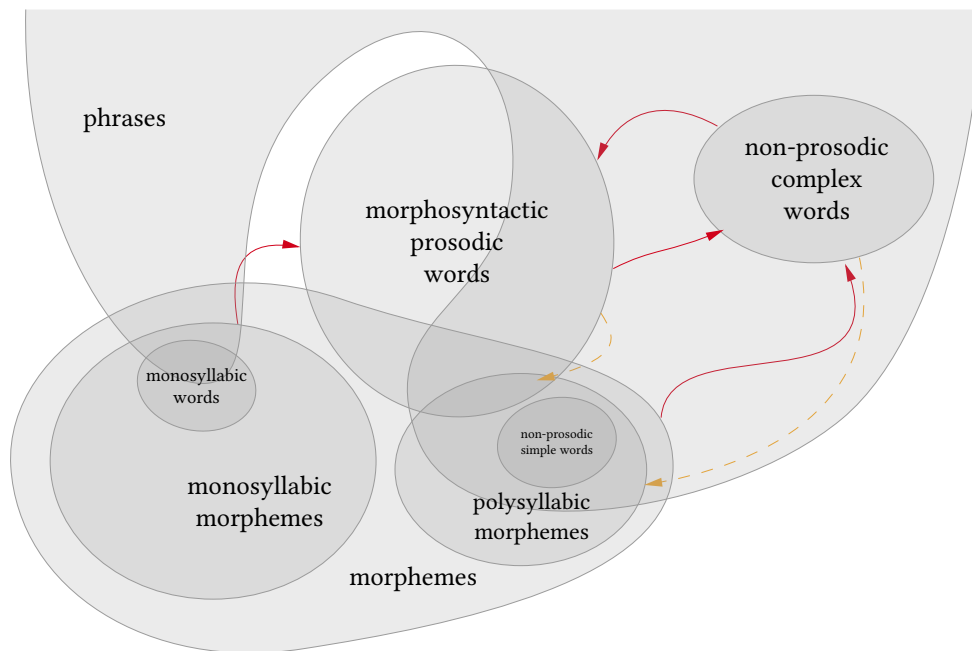 phrases
non-prosodic
complex
words
morphosyntactic
prosodic
words
monosyllabic
words
non-prosodic
simple words
monosyllabic
morphemes
polysyllabic
morphemes
morphemes